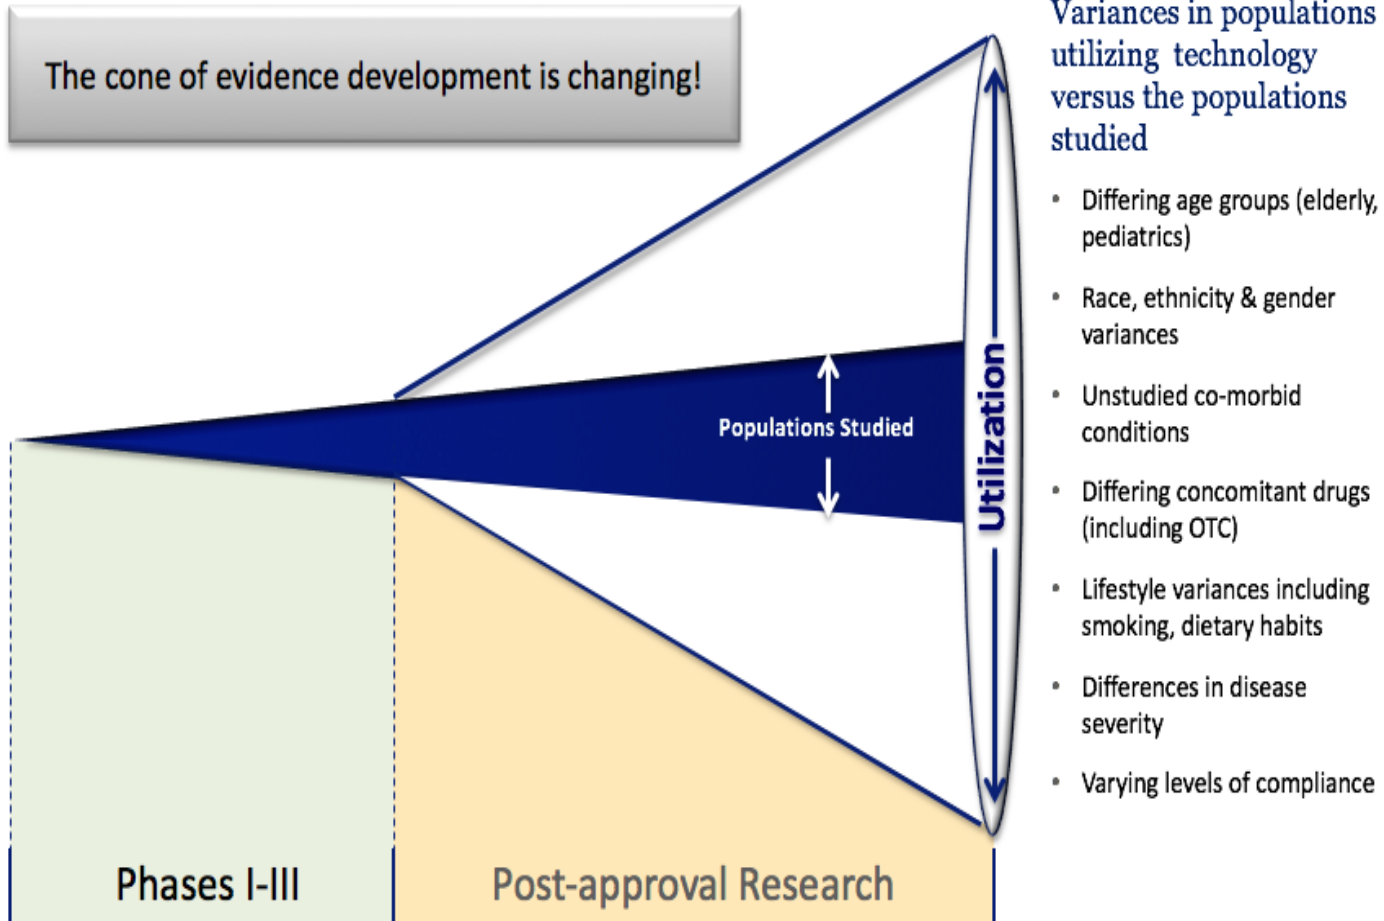 The cone of evidence development is changing!
Variances in populations
utilizing technology
versus the populations
studied
• Differing age groups (elderly,
pediatrics)
• Race, ethnicity & gender
variances
• Unstudied co-morbid
conditions
• Differing concomitant drugs
(including OTC)
• Lifestyle variances including
smoking, dietary habits
• Differences in disease
severity
• Varying levels of compliance
Populations Studied
Utilization
Phases I-III
Post-approval Research